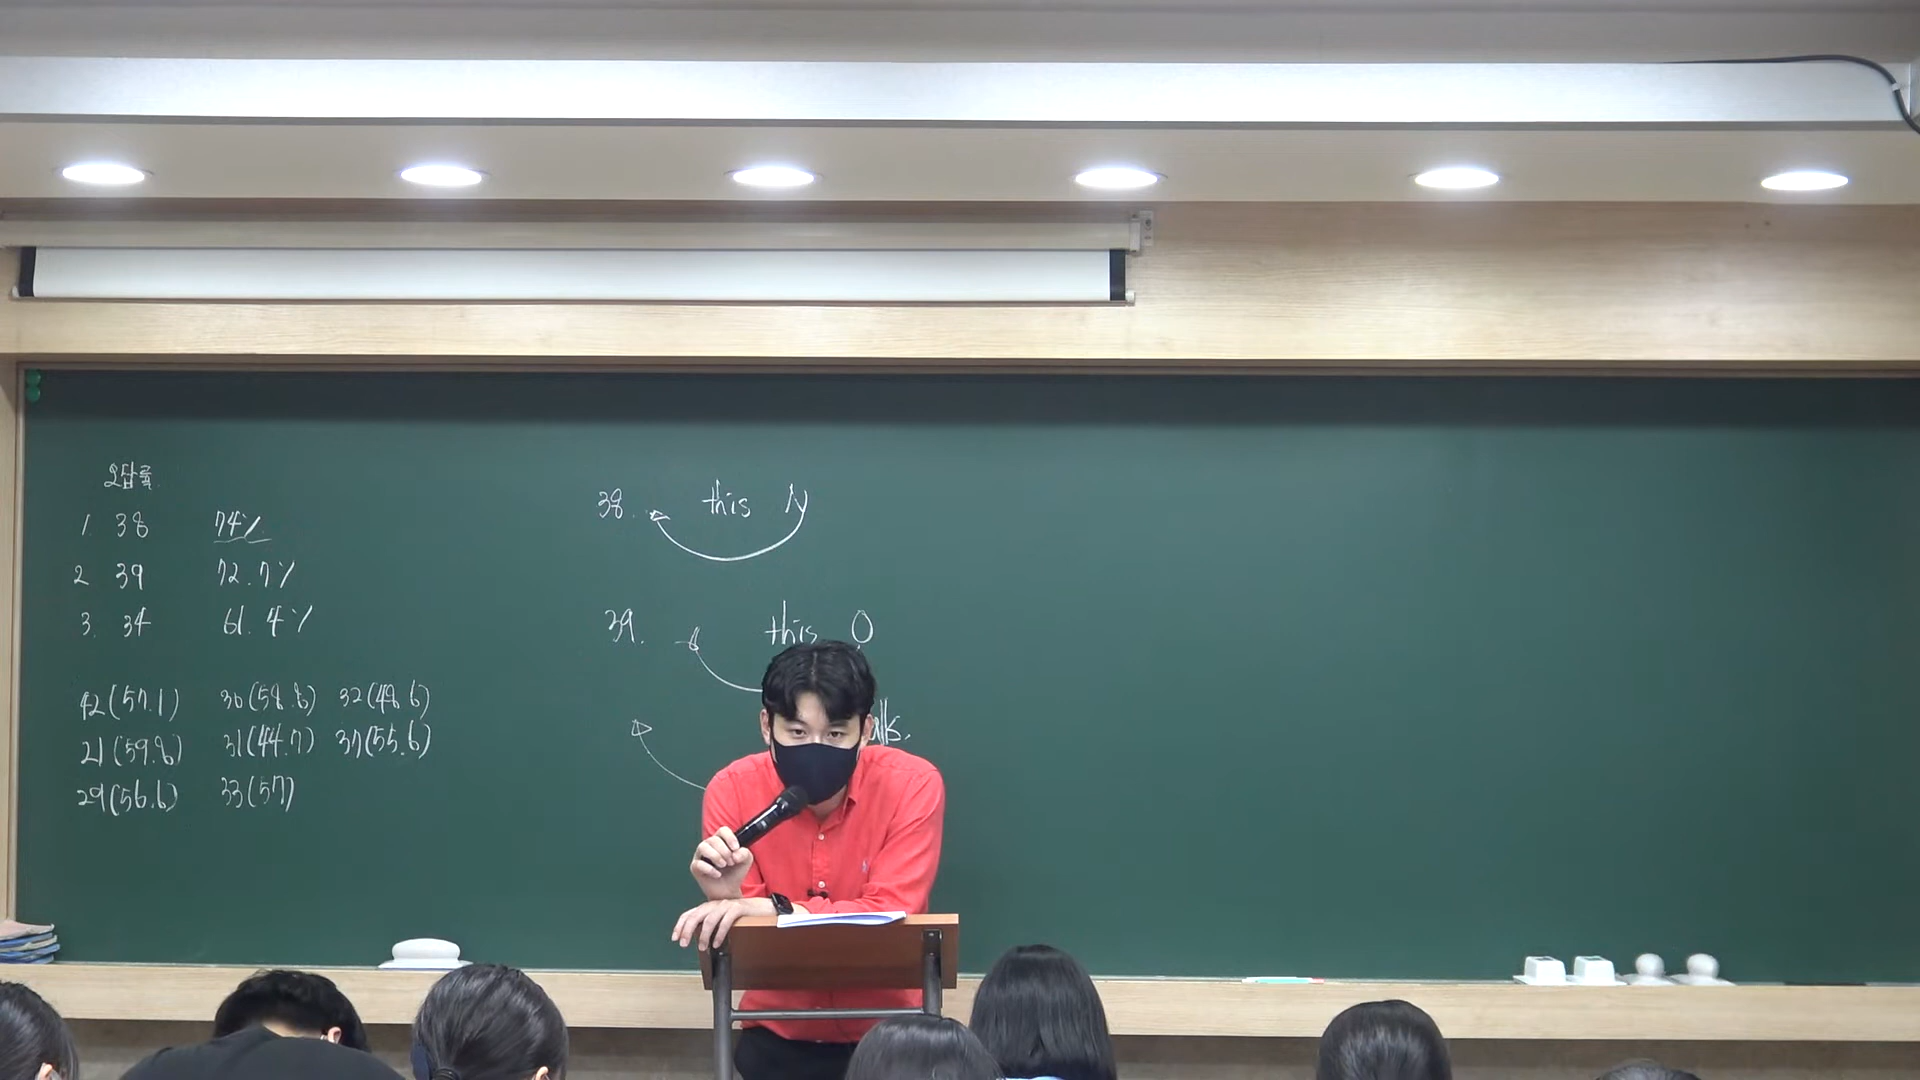 오답률
1. 38 74%
2 39 72.7%
3. 34 61.4%
42(57.1) 36(58.8) 32(48.6)
21(59.8) 31(44.7) 37(55.6)
29(56.6) 33(57)
38. this N
39. this O